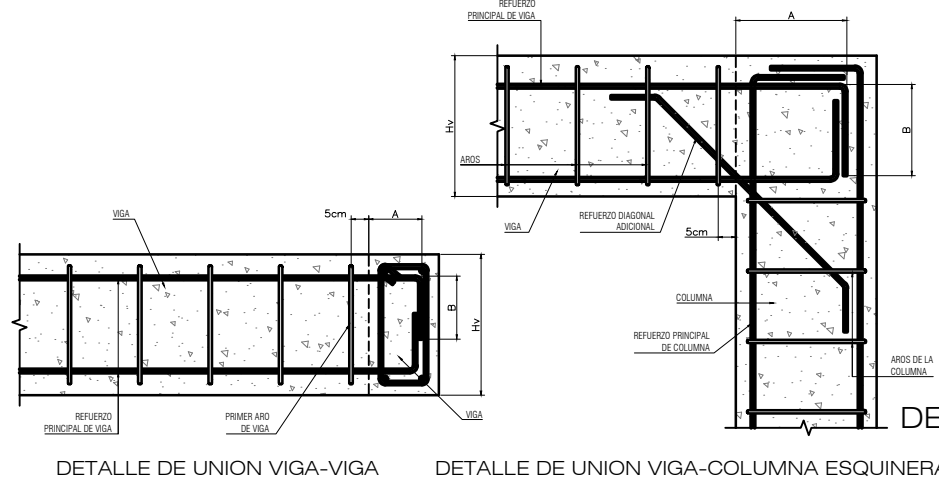 REFUERZO
PRINCIPAL DE VIGA
A
Hv
B
AROS
VIGA
REFUERZO DIAGONAL
ADICIONAL
5cm
COLUMNA
REFUERZO PRINCIPAL
DE COLUMNA
AROS DE LA
COLUMNA
VIGA
5cm
A
B
Hv
REFUERZO
PRINCIPAL DE VIGA
PRIMER ARO
DE VIGA
VIGA
DE
DETALLE DE UNION VIGA-VIGA
DETALLE DE UNION VIGA-COLUMNA ESQUINERA